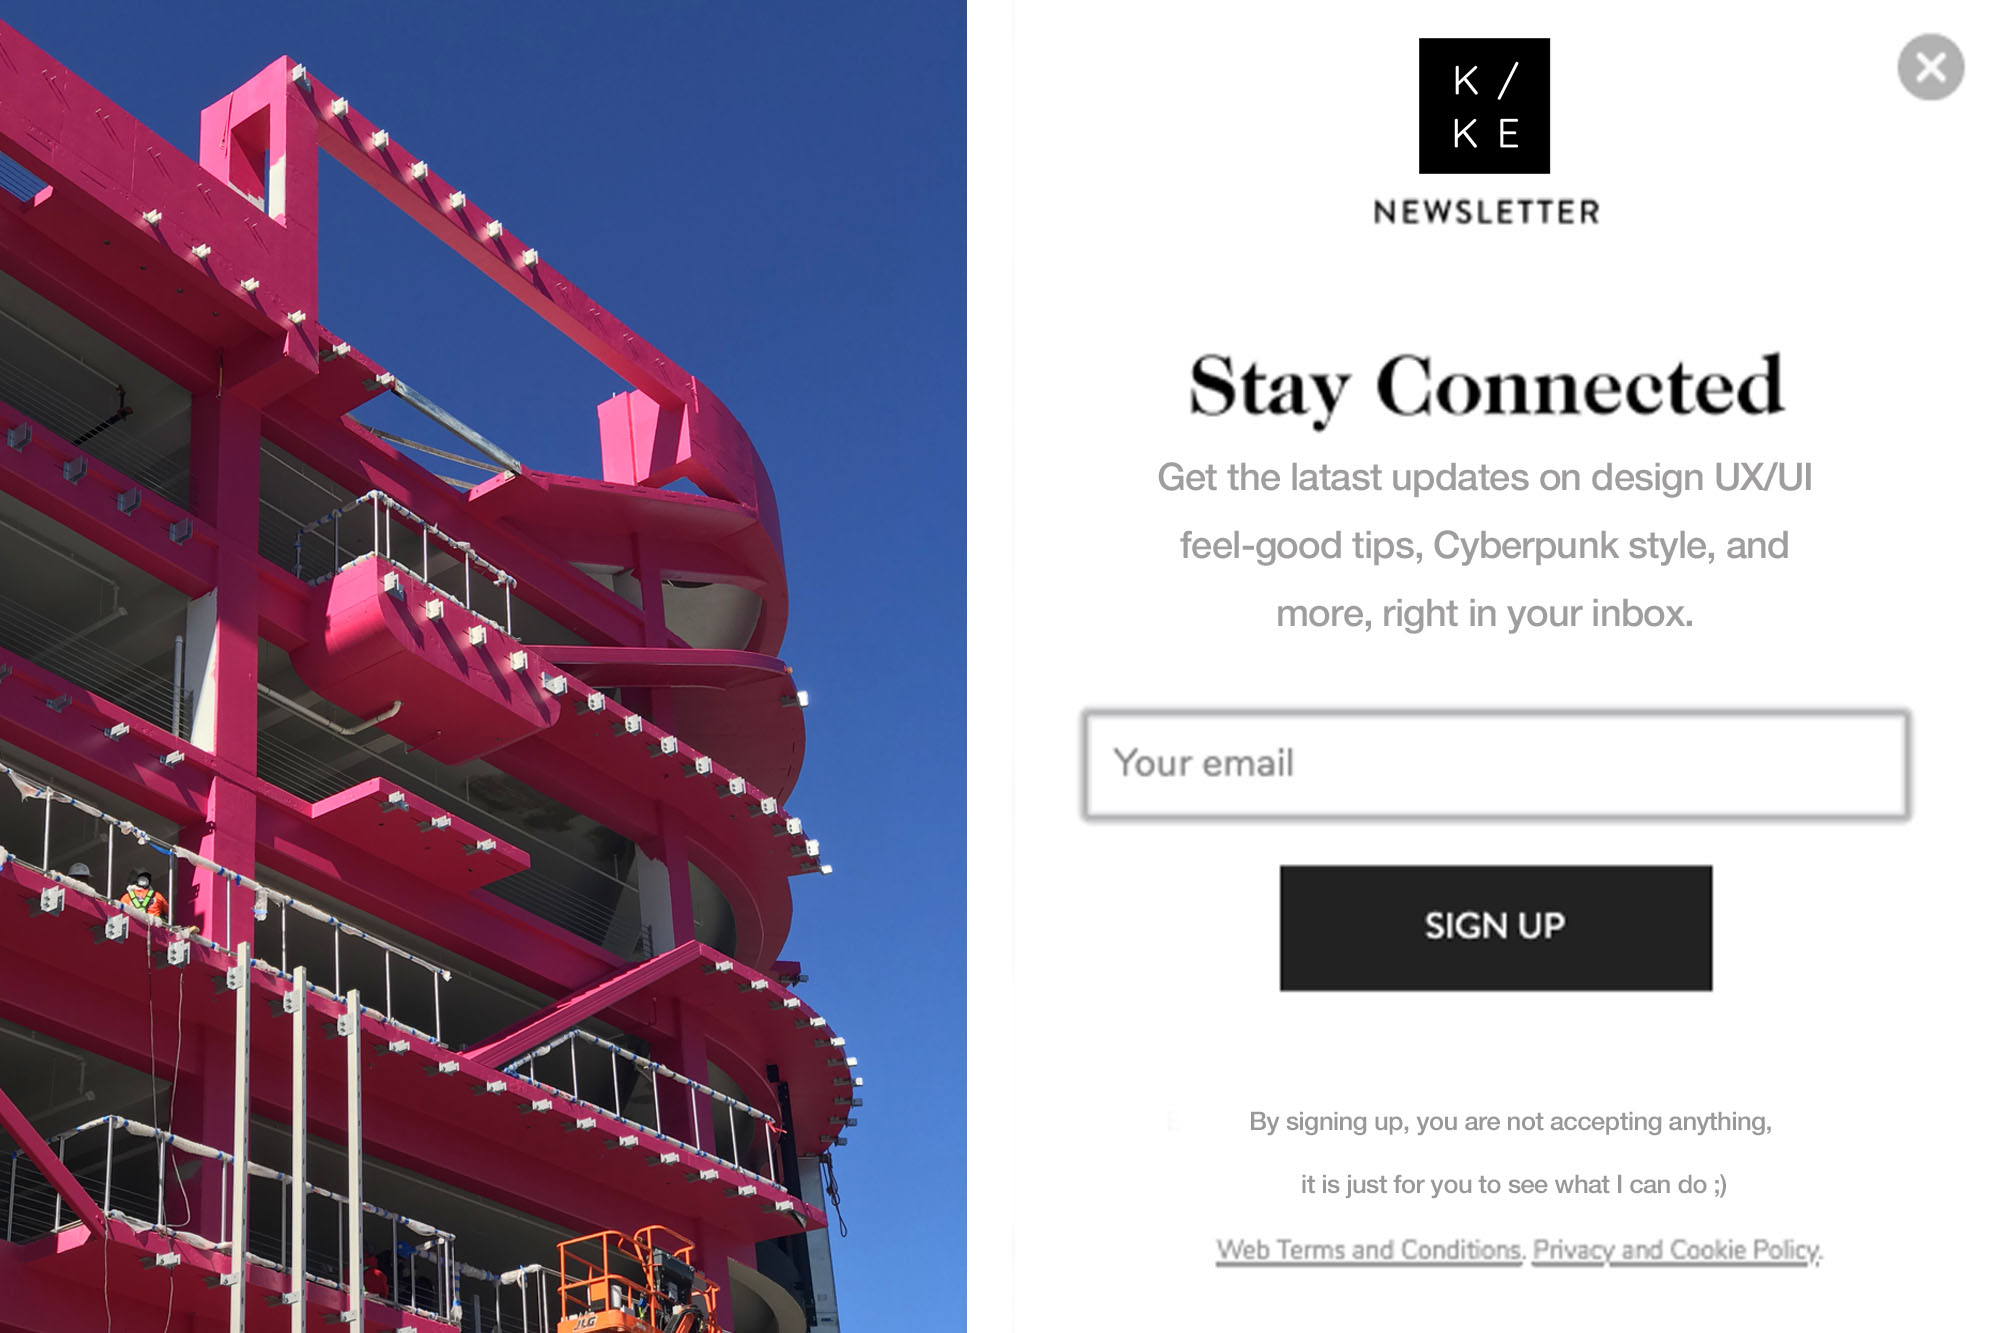 K /
K E
NEWSLETTER
Stay Connected
Get the latast updates on design UX/UI
feel-good tips, Cyberpunk style, and
more, right in your inbox.
Your email
SIGN UP
By signing up, you are not accepting anything,
it is just for you to see what I can do ;)
Web Terms and Conditions. Privacy and Cookie Policy.
JLG